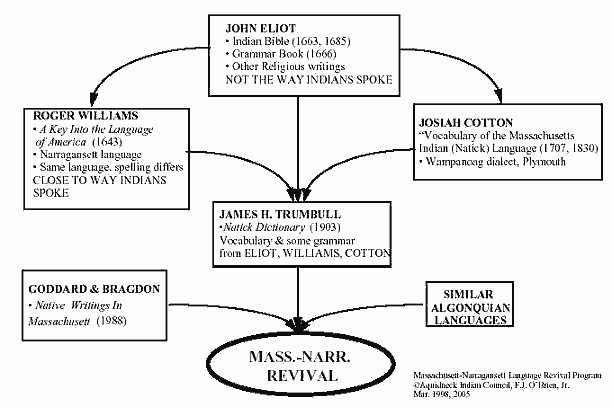 JOHN ELIOT
• Indian Bible (1663, 1685)
• Grammar Book (1666)
• Other Religious writings
NOT THE WAY INDIANS SPOKE
ROGER WILLIAMS
• A Key Into the Language
of America (1643)
• Narragansett language
• Same language, spelling differs
CLOSE TO WAY INDIANS
SPOKE
JOSIAH COTTON
“Vocabulary of the Massachusetts
Indian (Natick) Language (1707, 1830)
• Wampanoag dialect, Plymouth
JAMES H. TRUMBULL
•Natick Dictionary (1903)
Vocabulary & some grammar
from ELIOT, WILLIAMS, COTTON
GODDARD & BRAGDON
• Native Writings In
Massachusett (1988)
SIMILAR
ALGONQUIAN
LANGUAGES
MASS.-NARR.
REVIVAL
Massachusett-Narragansett Language Revival Program
©Aquidneck Indian Council, F.J. O'Brien, Jr.
Mar. 1998, 2005